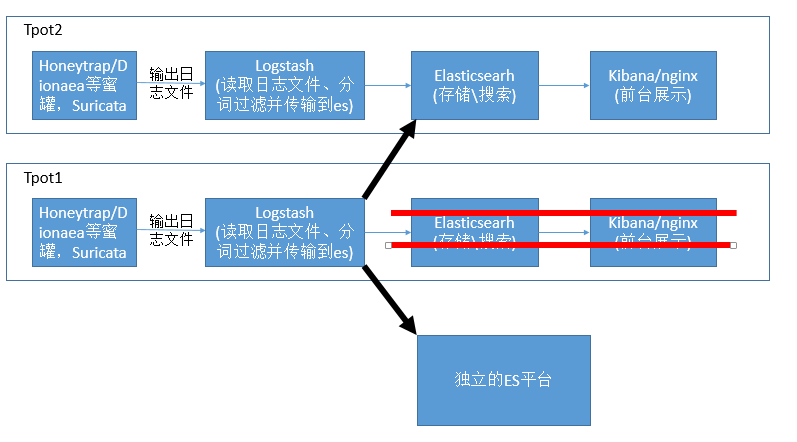 Tpot2
Honeytrap/D
ionaea等蜜
罐，Suricata
输出日
志文件
Logstash
(读取日志文件、分
词过滤并传输到es)
Elasticsearh
(存储\搜索)
Kibana/nginx
(前台展示)
Tpot1
Honeytrap/D
ionaea等蜜
罐，Suricata
输出日
志文件
Logstash
(读取日志文件、分
词过滤并传输到es)
Elasticsearh
(存储\搜索)
Kibana/nginx
(前台展示)
独立的ES平台